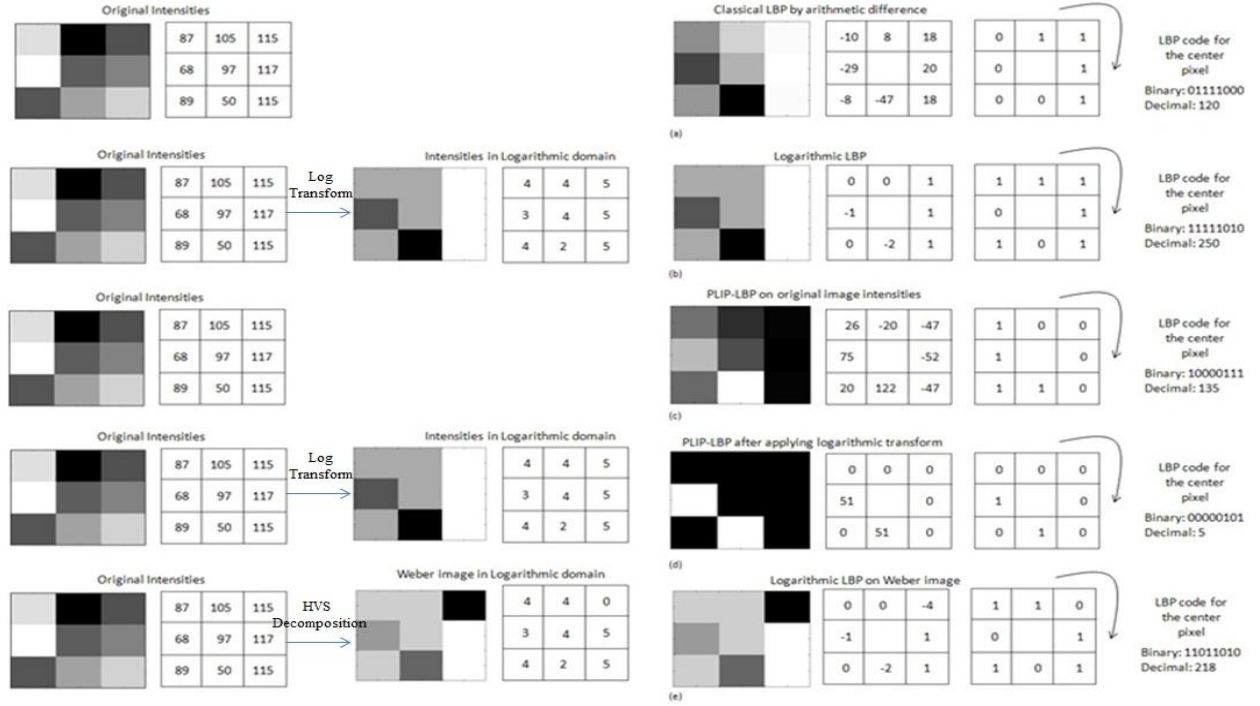 Original Intensities
87 105 115
68 97 117
89 50 115
Classical LBP by arithmetic difference
-10 8 18
-29 20
-8 -47 18
0 1 1
0 1
0 0 1
LBP code for
the center
pixel
Binary: 01111000
Decimal: 120
(a)
Original Intensities
87 105 115
68 97 117
89 50 115
Log
Transform
Intensities in Logarithmic domain
4 4 5
3 4 5
4 2 5
Logarithmic LBP
0 0 1
-1 1
0 -2 1
1 1 1
0 1
1 0 1
LBP code for
the center
pixel
Binary: 11111010
Decimal: 250
(b)
Original Intensities
87 105 115
68 97 117
89 50 115
PLIP-LBP on original image intensities
26 -20 -47
75 -52
20 122 -47
1 0 0
1 0
1 1 0
LBP code for
the center
pixel
Binary: 10000111
Decimal: 135
(c)
Original Intensities
87 105 115
68 97 117
89 50 115
Log
Transform
Intensities in Logarithmic domain
4 4 5
3 4 5
4 2 5
PLIP-LBP after applying logarithmic transform
0 0 0
51 0
0 51 0
0 0 0
1 0
0 1 0
LBP code for
the center
pixel
Binary: 00000101
Decimal: 5
(d)
Original Intensities
87 105 115
68 97 117
89 50 115
HVS
Decomposition
Weber image in Logarithmic domain
4 4 0
3 4 5
4 2 5
Logarithmic LBP on Weber image
0 0 -4
-1 1
0 -2 1
1 1 0
0 1
1 0 1
LBP code for
the center
pixel
Binary: 11011010
Decimal: 218
(e)